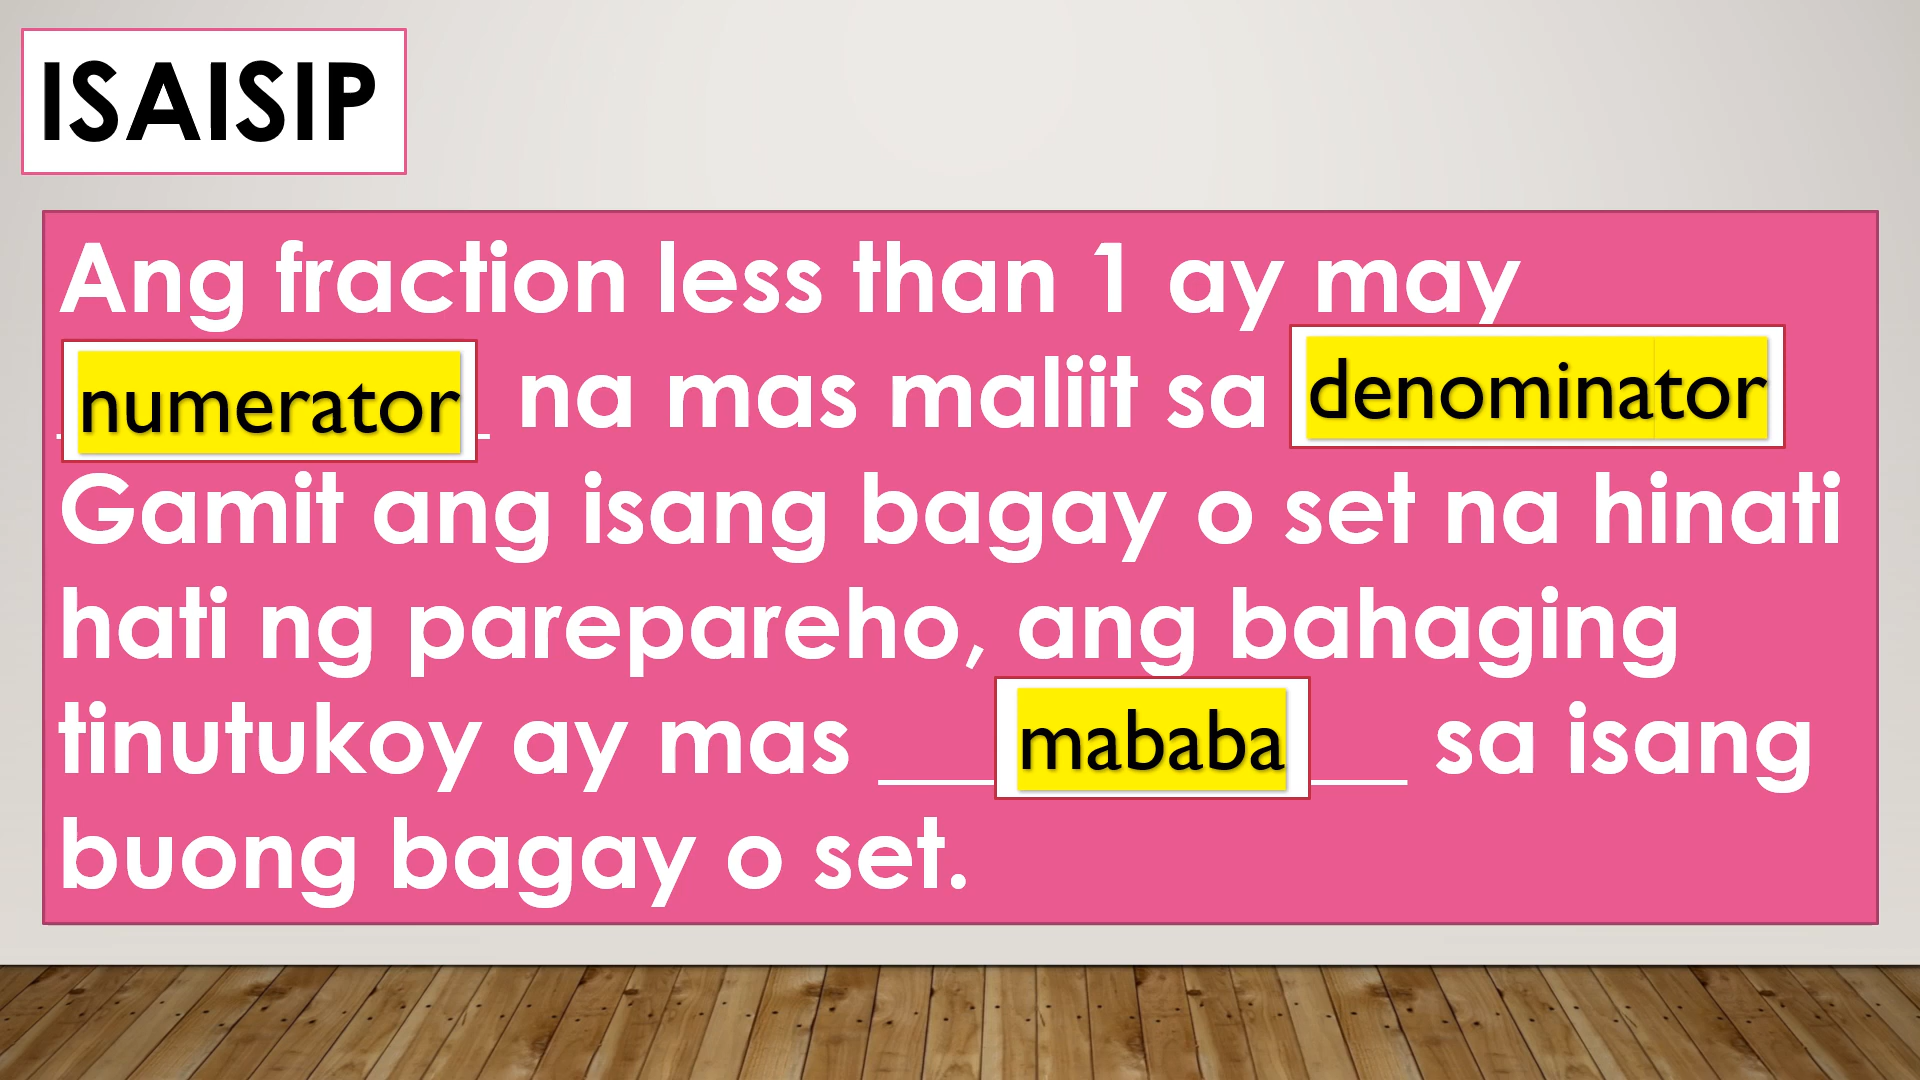 ISAISIP
Ang fraction less than 1 ay may
numerator na mas maliit sa denominator
Gamit ang isang bagay o set na hinati
hati ng parepareho, ang bahaging
tinutukoy ay mas ___mababa___ sa isang
buong bagay o set.